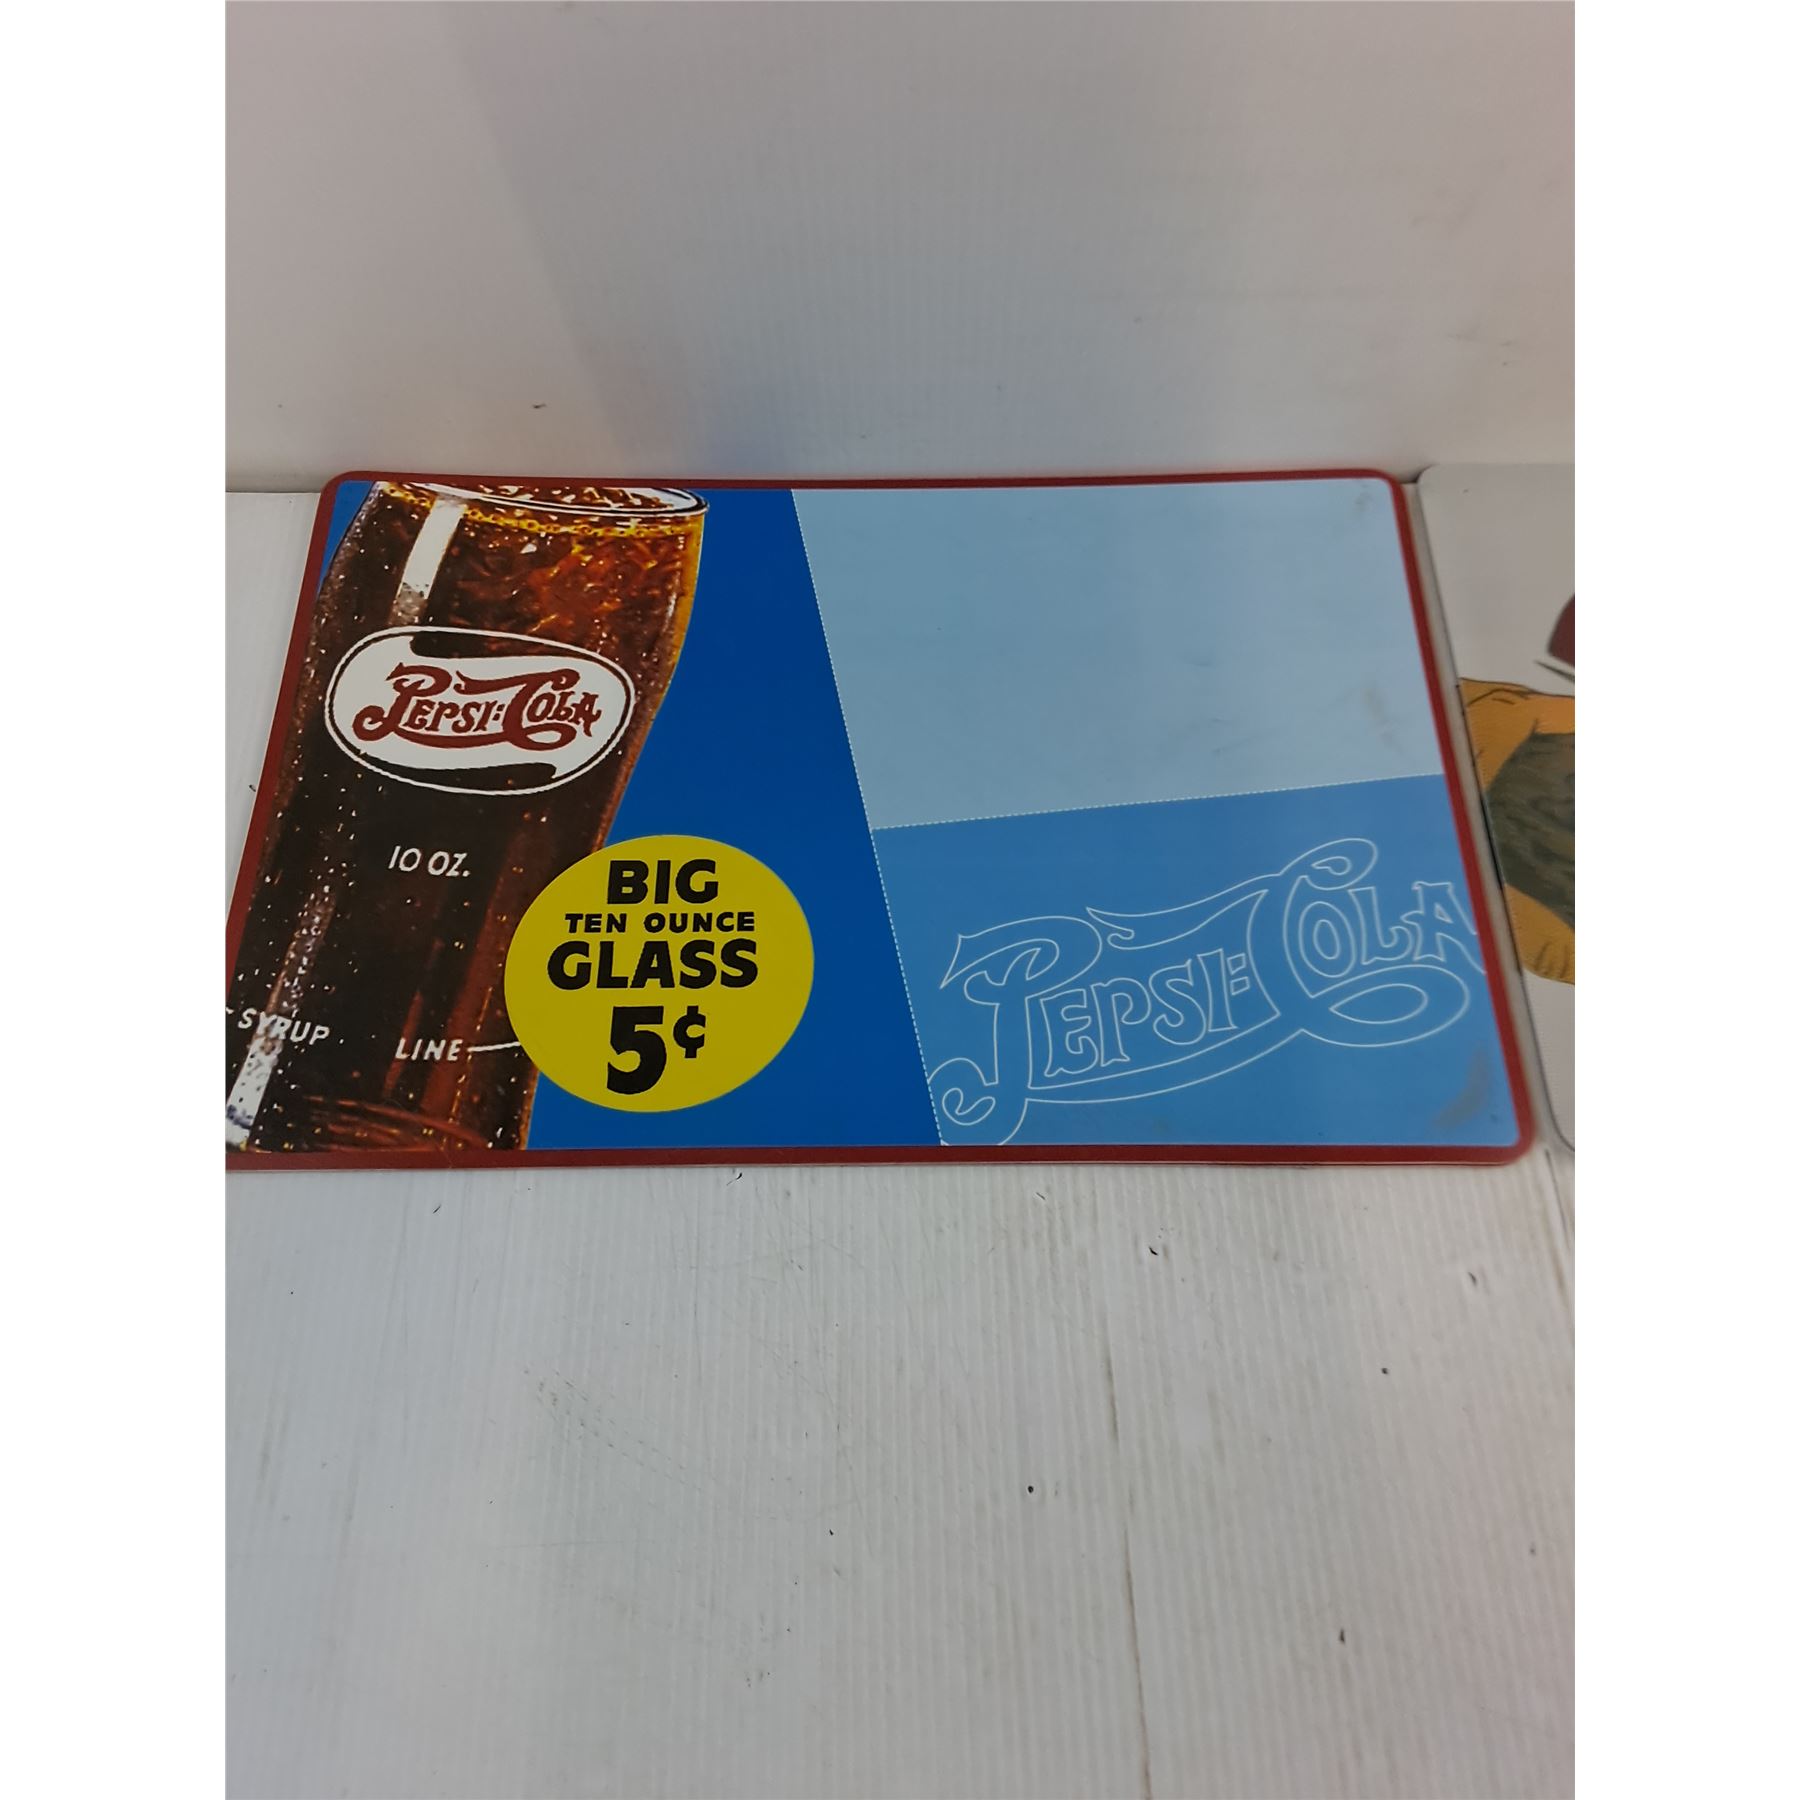 PEPSI:COLA
10 OZ.
SYRUP
LINE
BIG
TEN OUNCE
GLASS
5¢
PEPSI:COLA